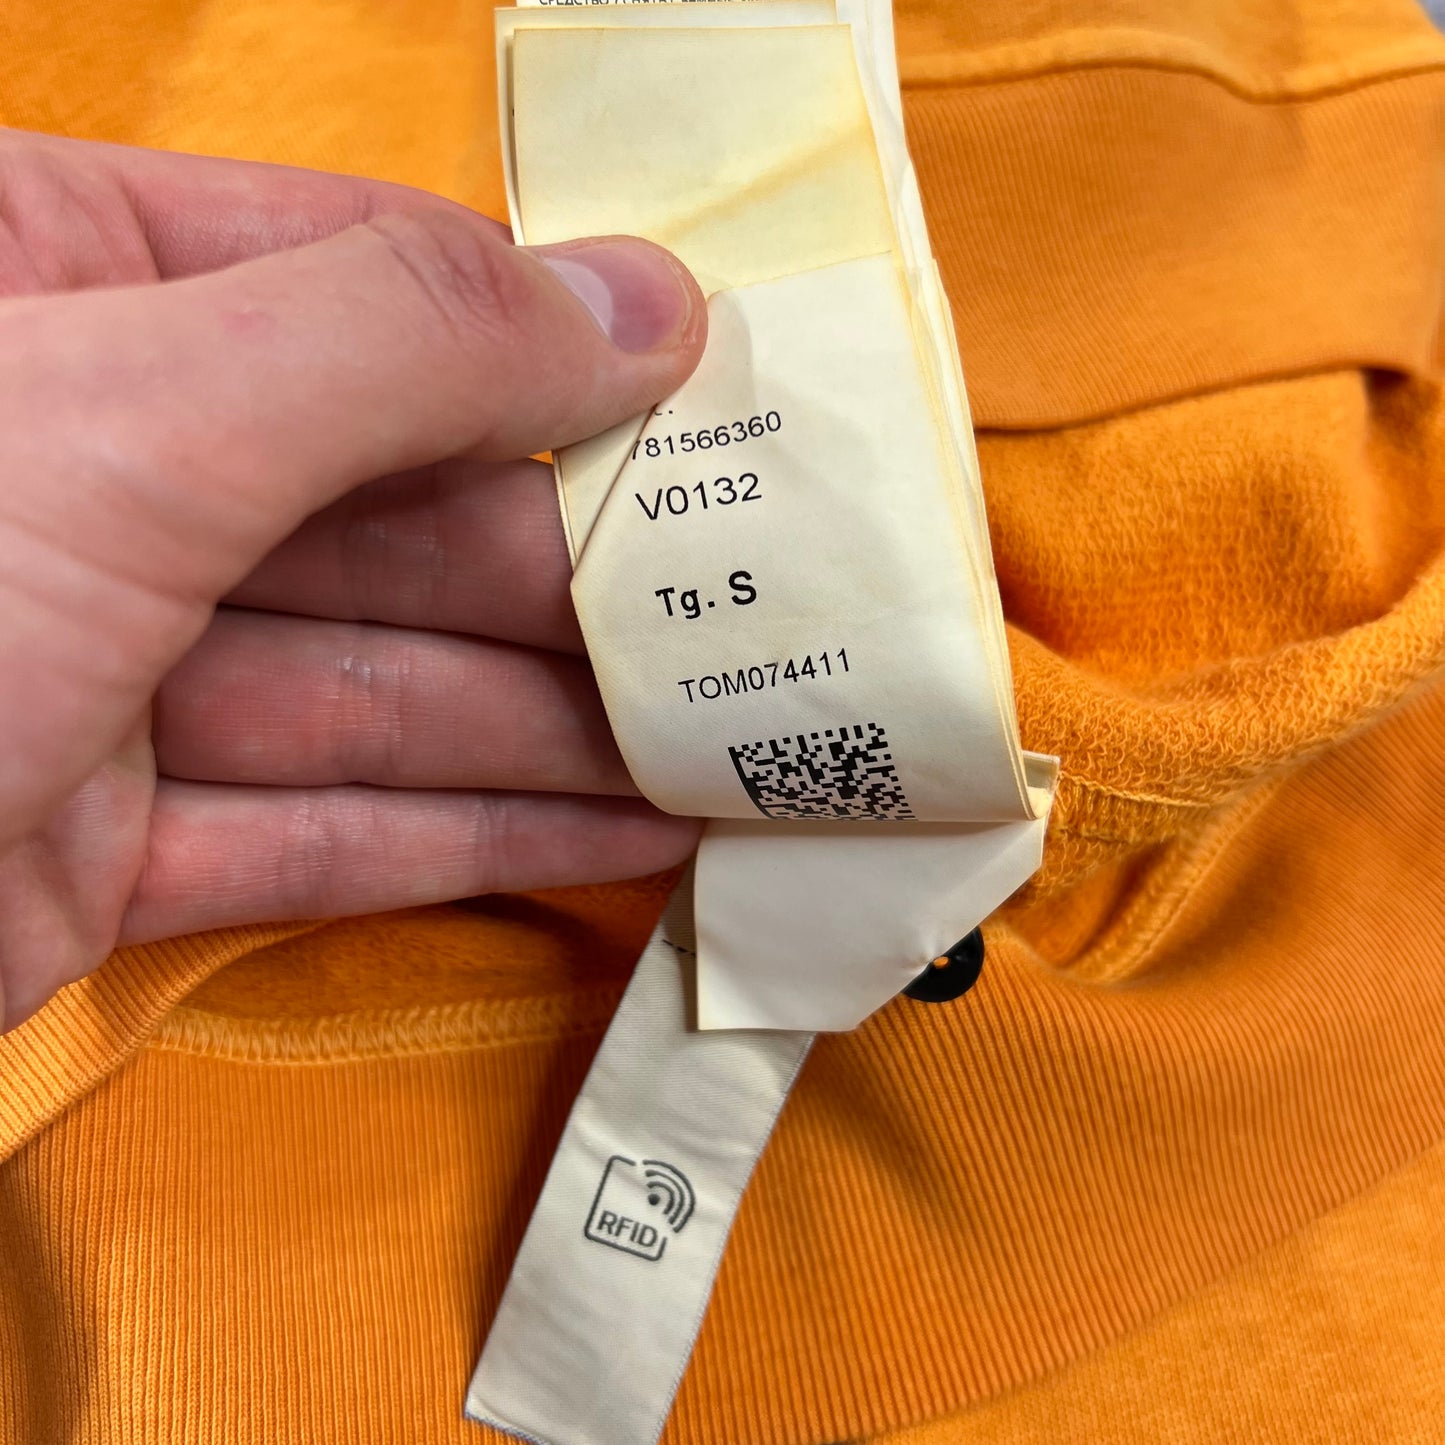 781566360
V0132
Tg. S
TOM074411
RFID